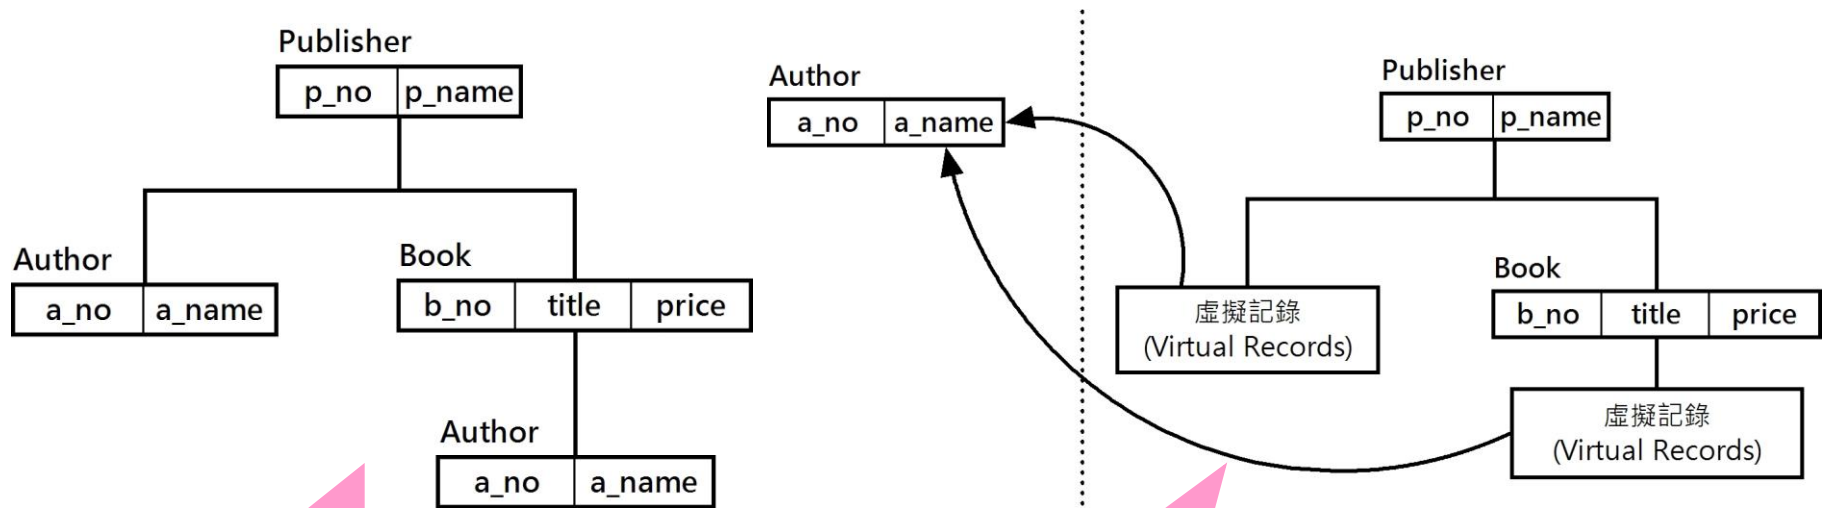 Publisher
p_no p_name
Author
a_no a_name
Book
b_no title price
Author
a_no a_name
Author
a_no a_name
Publisher
p_no p_name
虛擬記錄
(Virtual Records)
Book
b_no title price
虛擬記錄
(Virtual Records)